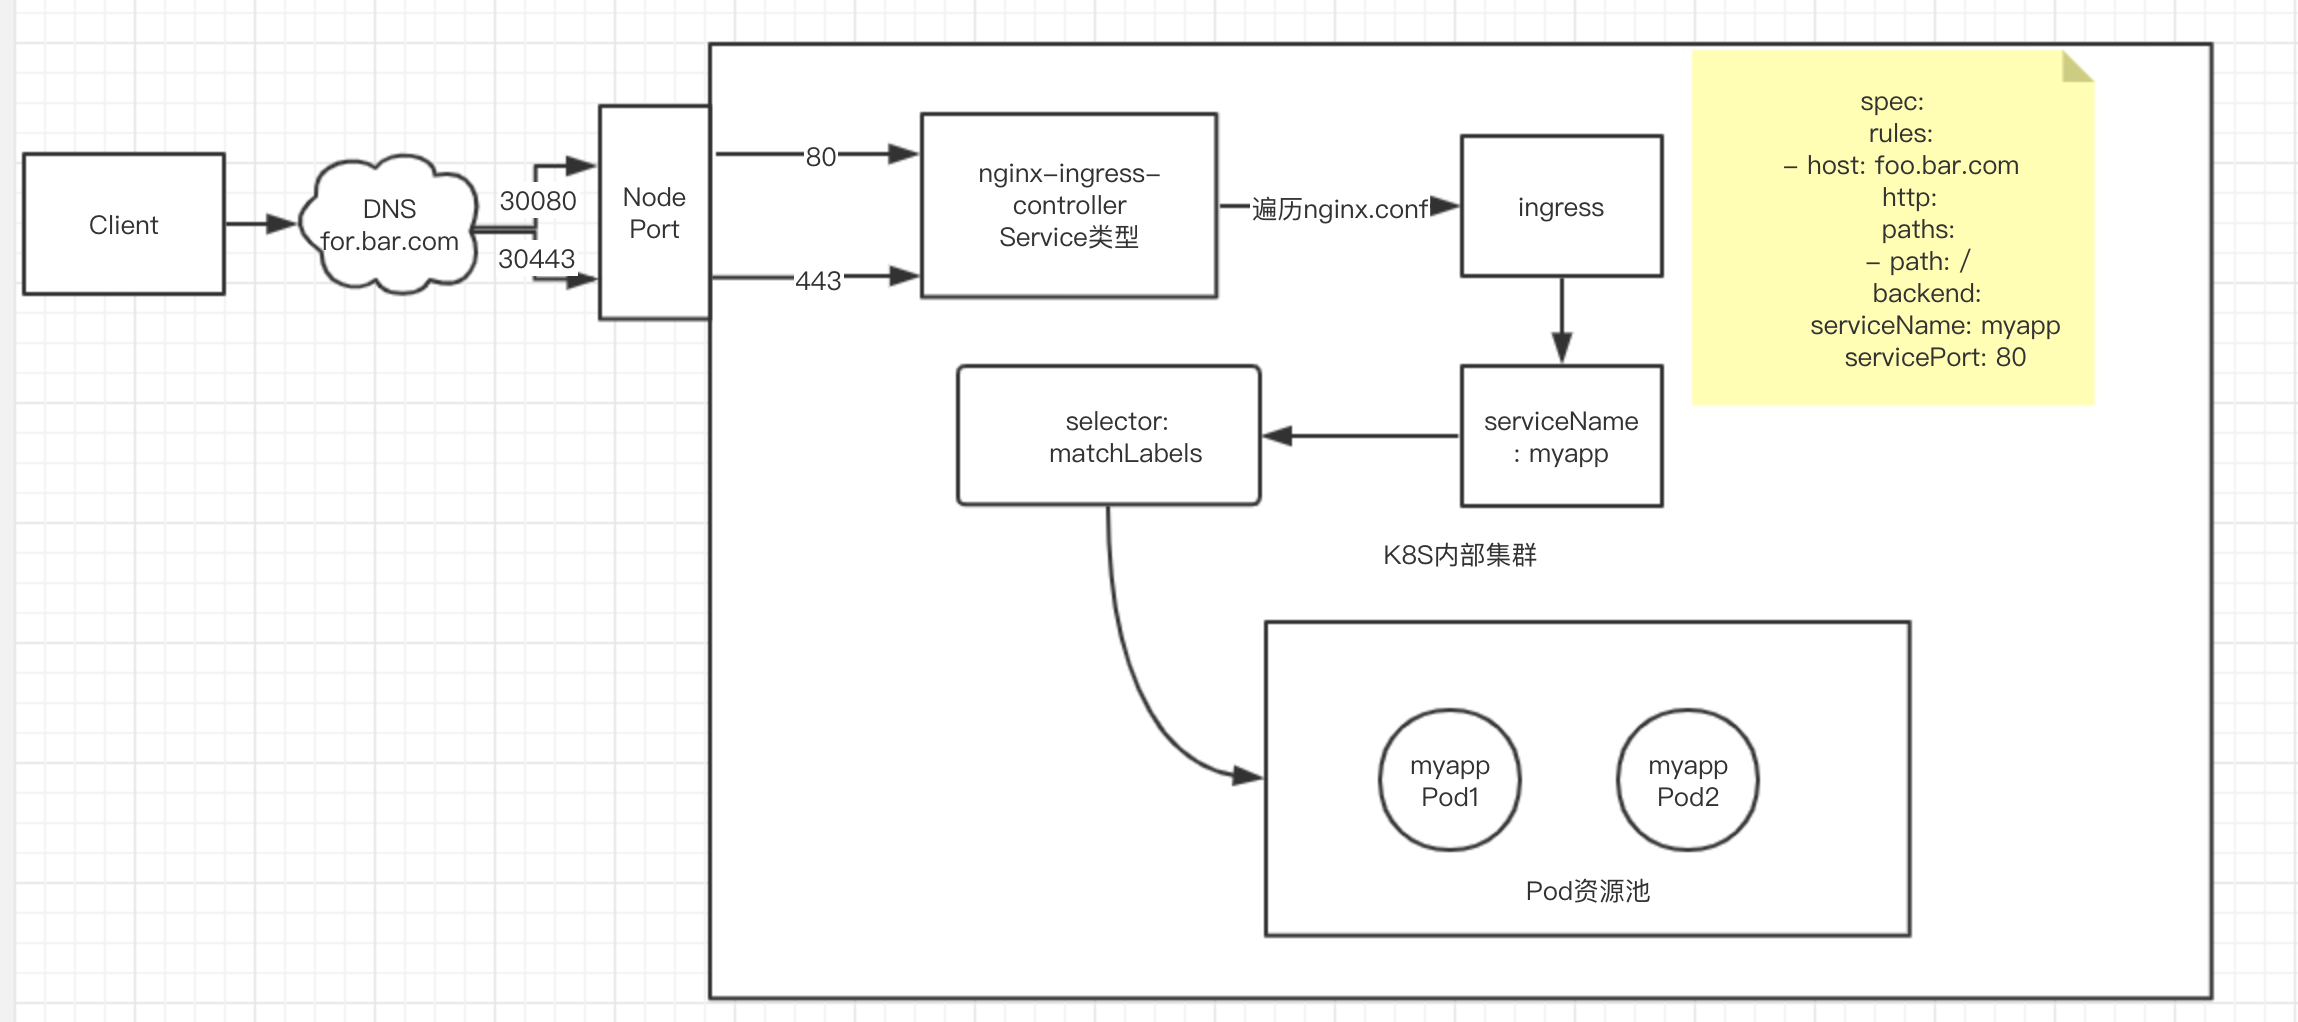 Client
DNS
for.bar.com
30080
30443
Node
Port
80
443
nginx-ingress-
controller
Service类型
遍历nginx.conf
ingress
spec:
rules:
- host: foo.bar.com
http:
paths:
- path: /
backend:
serviceName: myapp
servicePort: 80
serviceName
: myapp
selector:
matchLabels
K8S内部集群
myapp
Pod1
myapp
Pod2
Pod资源池